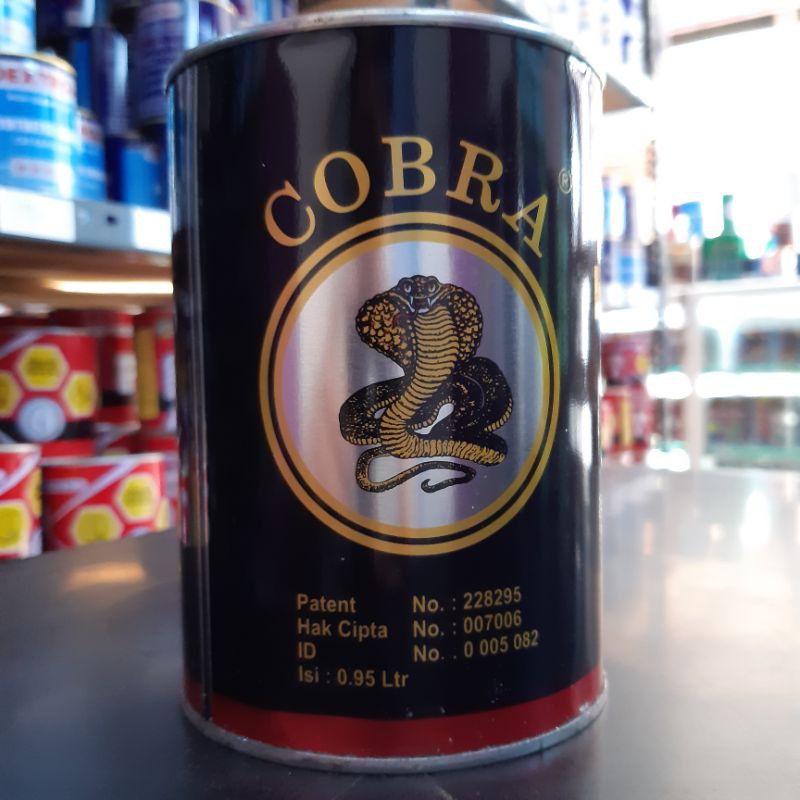 COBRA
®
Patent No. : 228295
Hak Cipta No. : 007006
ID No. . 0 005 082
Isi : 0.95 Ltr